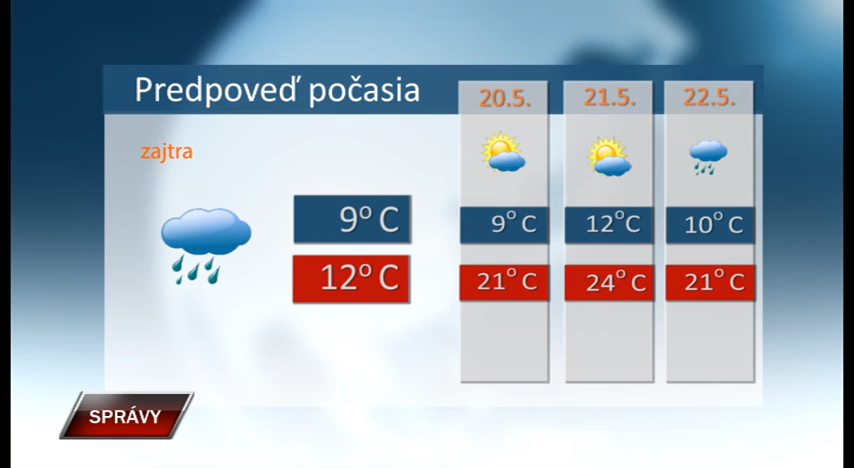 Predpoveď počasia
zajtra
9° C
12° C
20.5.
9° C
21° C
21.5.
12°C
24° C
22.5.
10° C
21° C
SPRÁVY